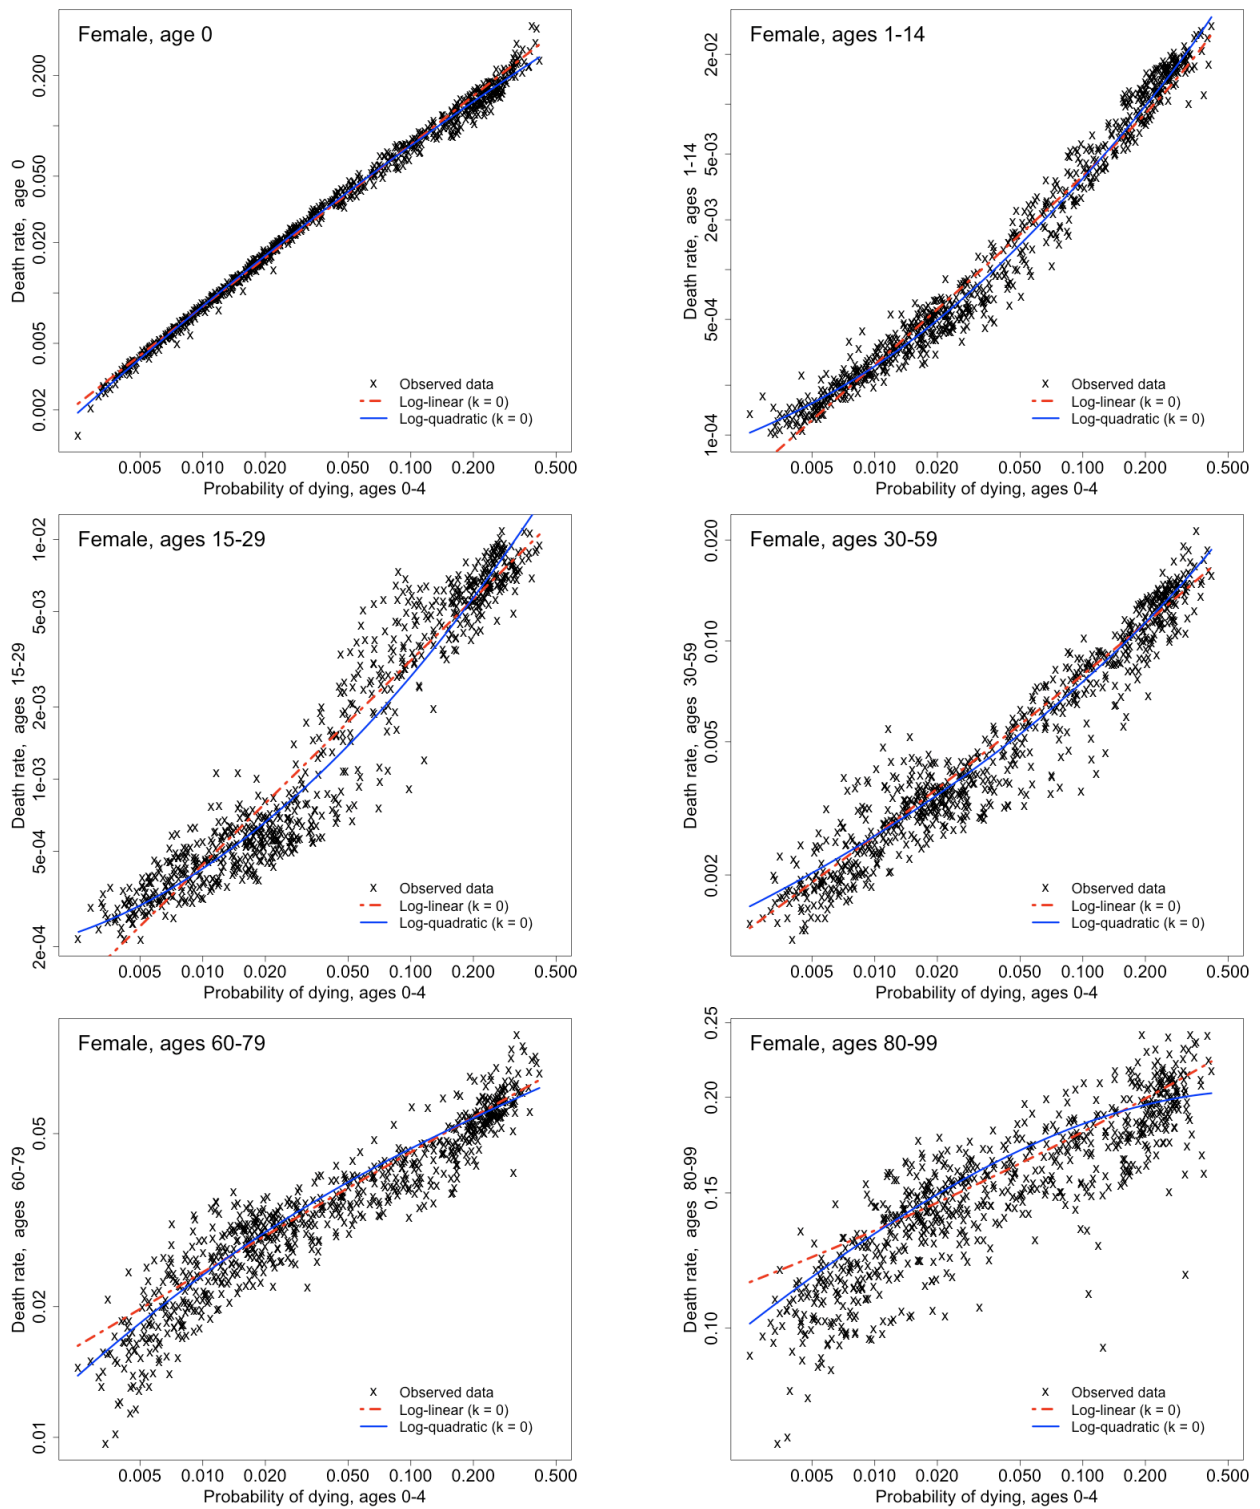 Female, age 0
Death rate, age 0
0.200
0.050
0.020
0.005
0.002
x Observed data
Log-linear (k = 0)
Log-quadratic (k = 0)
0.005 0.010 0.020 0.050 0.100 0.200 0.500
Probability of dying, ages 0-4
Female, ages 1-14
Death rate, ages 1-14
2e-02
5e-03
2e-03
5e-04
1e-04
x Observed data
Log-linear (k = 0)
Log-quadratic (k = 0)
0.005 0.010 0.020 0.050 0.100 0.200 0.500
Probability of dying, ages 0-4
Female, ages 15-29
Death rate, ages 15-29
1e-02
5e-03
2e-03
1e-03
5e-04
2e-04
x Observed data
Log-linear (k = 0)
Log-quadratic (k = 0)
0.005 0.010 0.020 0.050 0.100 0.200 0.500
Probability of dying, ages 0-4
Female, ages 30-59
Death rate, ages 30-59
0.020
0.010
0.005
0.002
x Observed data
Log-linear (k = 0)
Log-quadratic (k = 0)
0.005 0.010 0.020 0.050 0.100 0.200 0.500
Probability of dying, ages 0-4
Female, ages 60-79
Death rate, ages 60-79
0.05
0.02
0.01
x Observed data
Log-linear (k = 0)
Log-quadratic (k = 0)
0.005 0.010 0.020 0.050 0.100 0.200 0.500
Probability of dying, ages 0-4
Female, ages 80-99
Death rate, ages 80-99
0.25
0.20
0.15
0.10
x Observed data
Log-linear (k = 0)
Log-quadratic (k = 0)
0.005 0.010 0.020 0.050 0.100 0.200 0.500
Probability of dying, ages 0-4